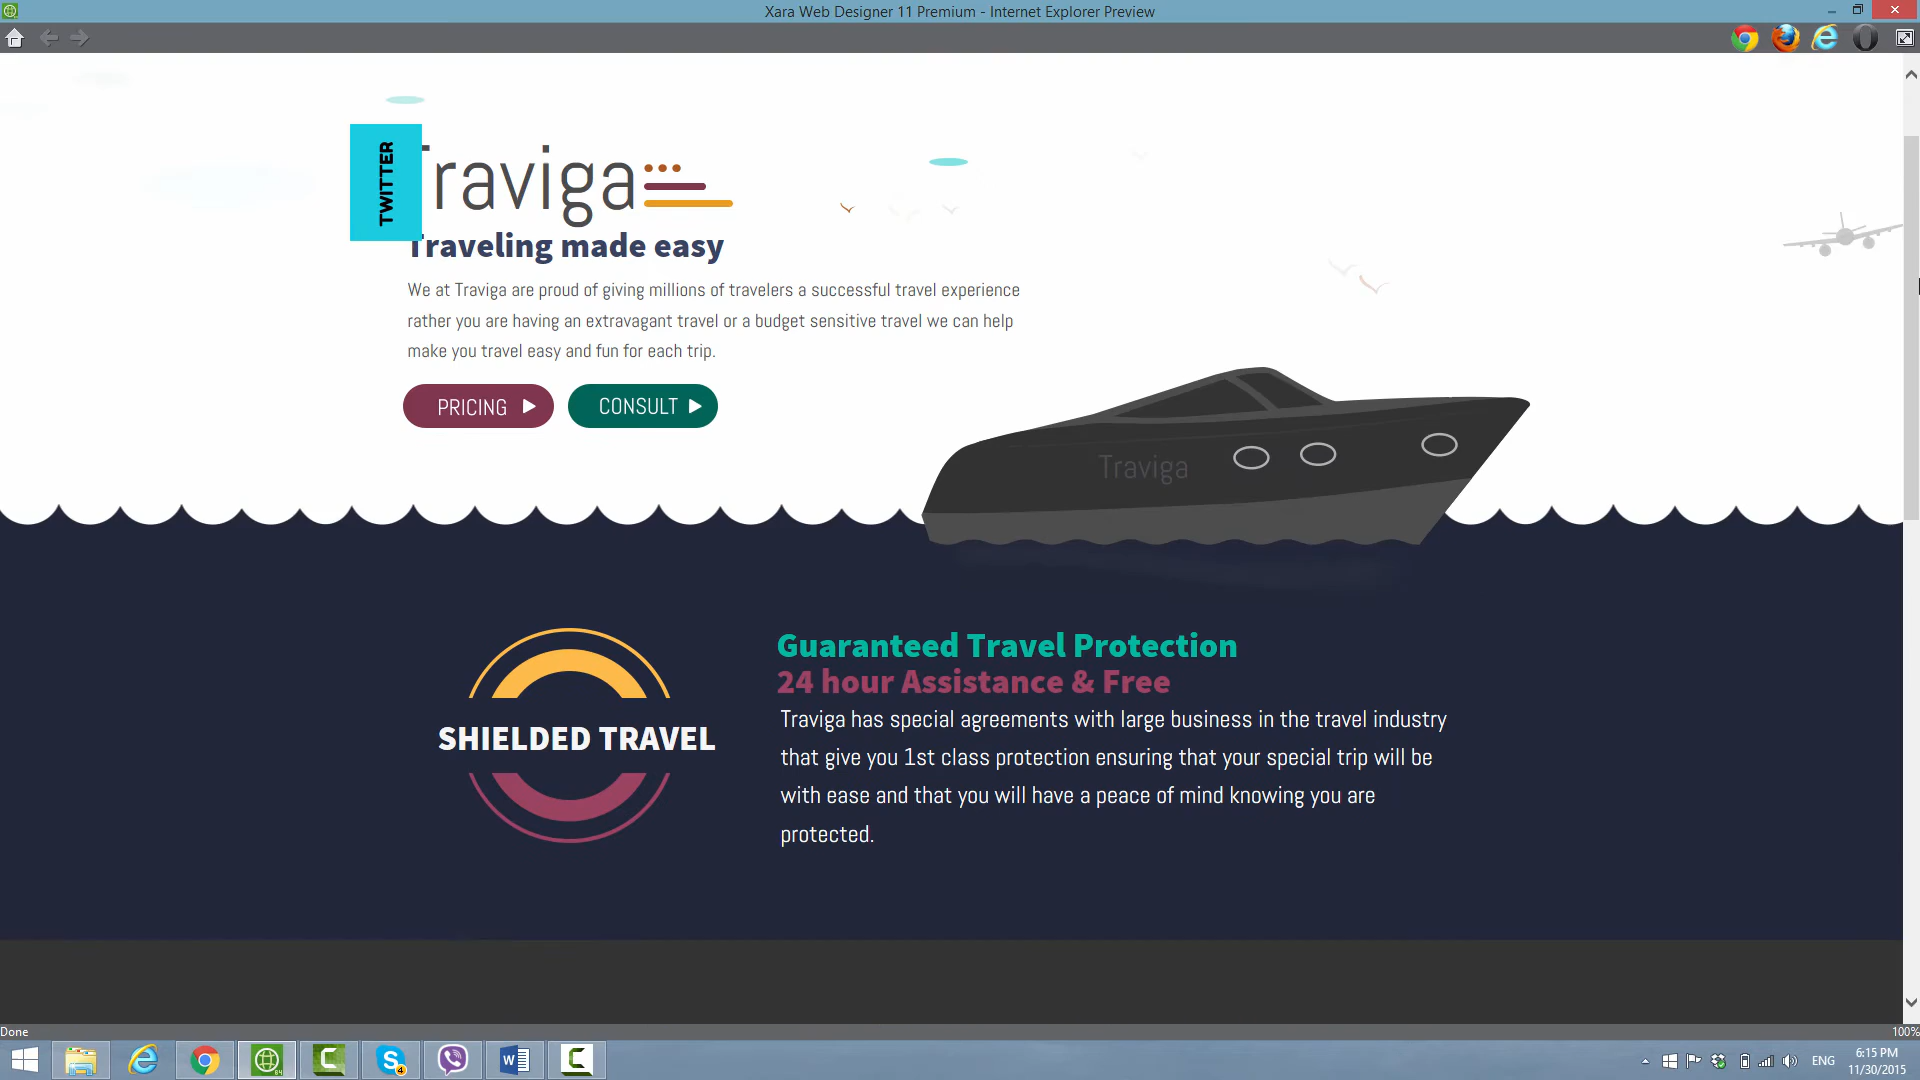 Xara Web Designer 11 Premium - Internet Explorer Preview
TWITTER
Traviga
Traveling made easy
We at Traviga are proud of giving millions of travelers a successful travel experience
rather you are having an extravagant travel or a budget sensitive travel we can help
make you travel easy and fun for each trip.
PRICING
CONSULT
Traviga
SHIELDED TRAVEL
Guaranteed Travel Protection
24 hour Assistance & Free
Traviga has special agreements with large business in the travel industry
that give you 1st class protection ensuring that your special trip will be
with ease and that you will have a peace of mind knowing you are
protected.
Done
100%
64
4
ENG
6:15 PM
11/30/2015